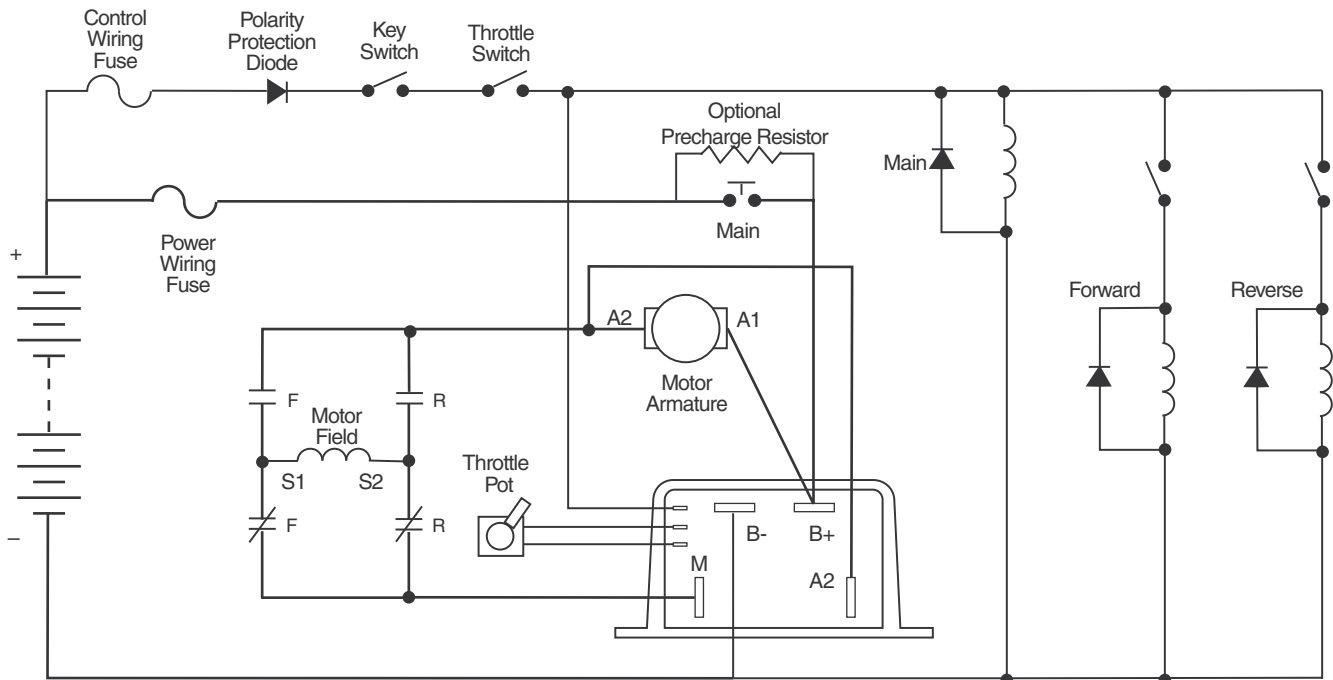 Control
Wiring
Fuse
Polarity
Protection
Diode
Key
Switch
Throttle
Switch
Optional
Precharge Resistor
Main
Main
Power
Wiring
Fuse
+
–
Forward
Reverse
A2
A1
Motor
Armature
F
R
Motor
Field
S1
S2
F
R
Throttle
Pot
B-
B+
M
A2